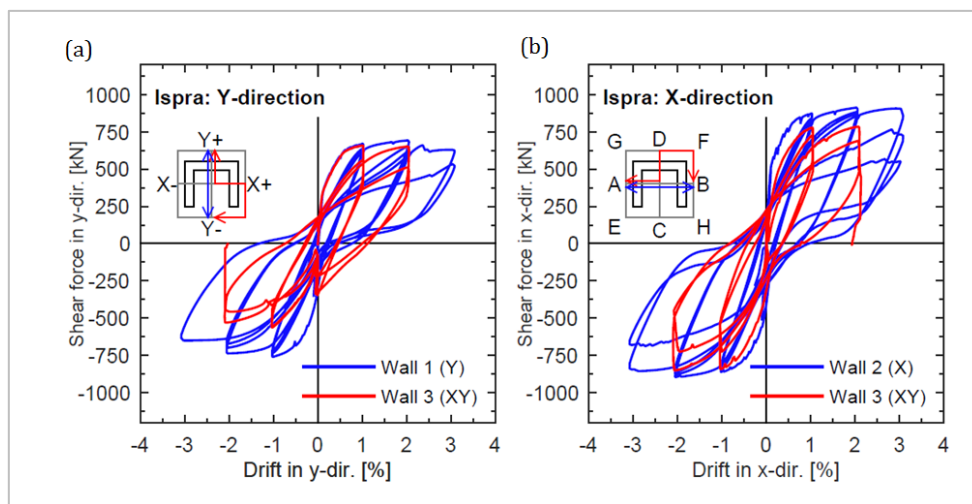 (a)
Ispra: Y-direction
Shear force in y-dir. [kN]
1000
750
500
250
0
-250
-500
-750
-1000
Y+
X-
X+
Y-
Wall 1 (Y)
Wall 3 (XY)
-4
-3
-2
-1
0
1
2
3
4
Drift in y-dir. [%]
(b)
Ispra: X-direction
Shear force in x-dir. [kN]
1000
750
500
250
0
-250
-500
-750
-1000
G
D
F
A
B
E
C
H
Wall 2 (X)
Wall 3 (XY)
-4
-3
-2
-1
0
1
2
3
4
Drift in x-dir. [%]